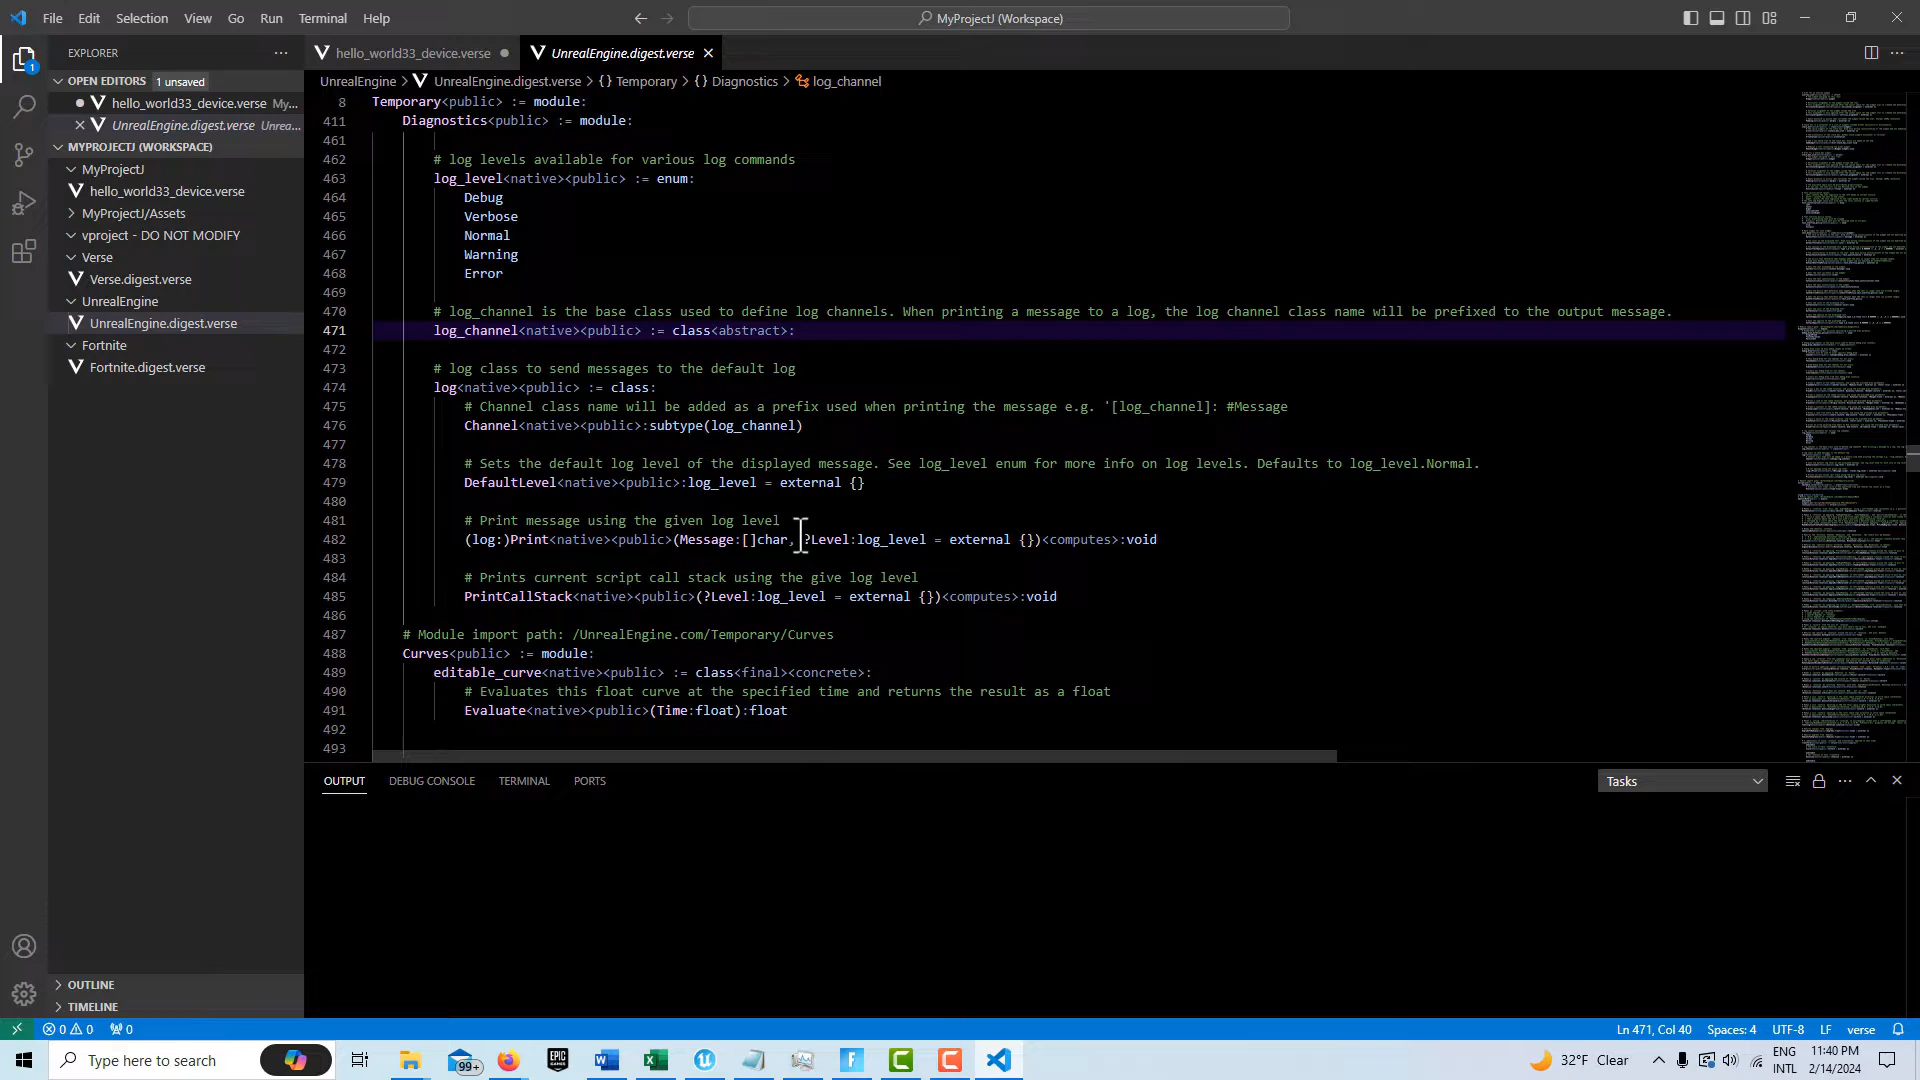 File Edit Selection View Go Run Terminal Help
MyProjectJ (Workspace)
EXPLORER
hello_world33_device.verse
UnrealEngine.digest.verse
OPEN EDITORS 1 unsaved
hello_world33_device.verse My...
UnrealEngine.digest.verse Unrea...
MYPROJECTJ (WORKSPACE)
MyProjectJ
hello_world33_device.verse
MyProjectJ/Assets
vproject - DO NOT MODIFY
Verse
Verse.digest.verse
UnrealEngine
UnrealEngine.digest.verse
Fortnite
Fortnite.digest.verse
OUTLINE
TIMELINE
UnrealEngine > UnrealEngine.digest.verse > {} Temporary > {} Diagnostics > log_channel
8 Temporary<public> := module:
411 Diagnostics<public> := module:
461
462 # log levels available for various log commands
463 log_level<native><public> := enum:
464 Debug
465 Verbose
466 Normal
467 Warning
468 Error
469
470 # log_channel is the base class used to define log channels. When printing a message to a log, the log channel class name will be prefixed to the output message.
471 log_channel<native><public> := class<abstract>:
472
473 # log class to send messages to the default log
474 log<native><public> := class:
475 # Channel class name will be added as a prefix used when printing the message e.g. '[log_channel]: #Message
476 Channel<native><public>:subtype(log_channel)
477
478 # Sets the default log level of the displayed message. See log_level enum for more info on log levels. Defaults to log_level.Normal.
479 DefaultLevel<native><public>:log_level = external {}
480
481 # Print message using the given log level
482 (log:)Print<native><public>(Message:[]char, ?Level:log_level = external {})<computes>:void
483
484 # Prints current script call stack using the give log level
485 PrintCallStack<native><public>(?Level:log_level = external {})<computes>:void
486
487 # Module import path: /UnrealEngine.com/Temporary/Curves
488 Curves<public> := module:
489 editable_curve<native><public> := class<final><concrete>:
490 # Evaluates this float curve at the specified time and returns the result as a float
491 Evaluate<native><public>(Time:float):float
492
493
OUTPUT DEBUG CONSOLE TERMINAL PORTS
Tasks
0 0 0
Ln 471, Col 40 Spaces: 4 UTF-8 LF verse
Type here to search
99+
EPIC GAMES
32°F Clear
ENG INTL
11:40 PM
2/14/2024